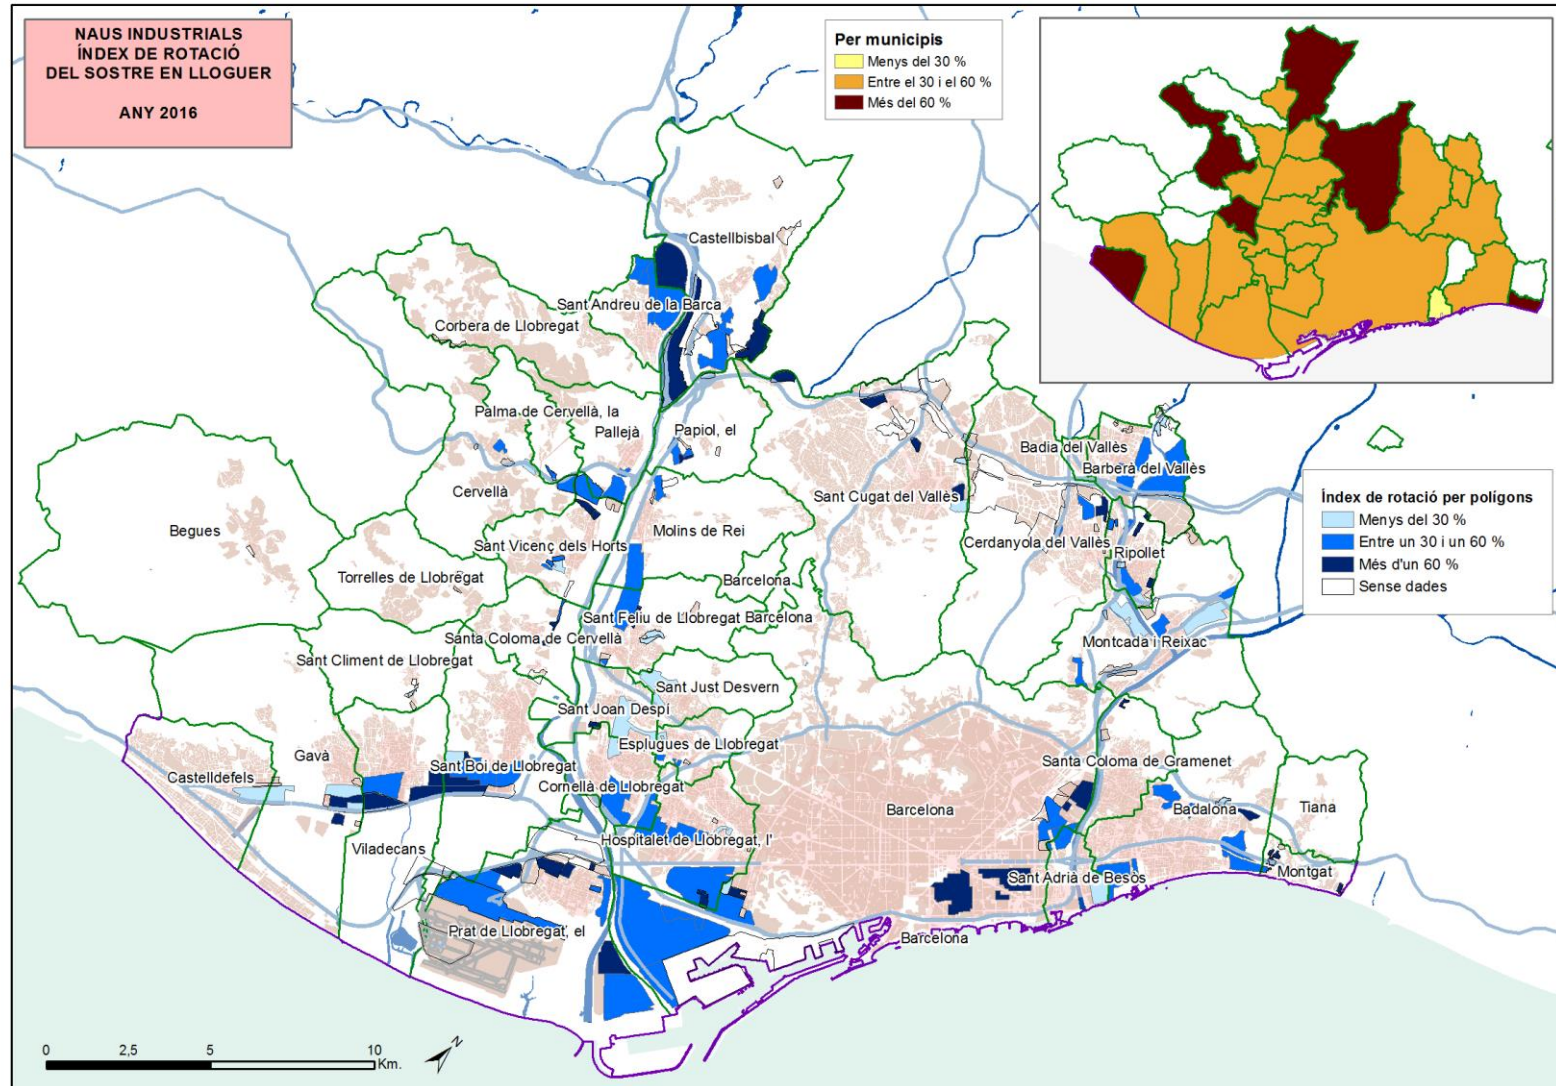 NAUS INDUSTRIALS
ÍNDEX DE ROTACIÓ
DEL SOSTRE EN LLOGUER
ANY 2016
Per municipis
Menys del 30 %
Entre el 30 i el 60 %
Més del 60 %
Castellbisbal
Sant Andreu de la Barca
Corbera de Llobregat
Palma de Cervellà, la
Pallejà
Papiol, el
Badia del Vallès
Barberà del Vallès
Cervellà
Sant Cugat del Vallès
Índex de rotació per polígons
Menys del 30 %
Entre un 30 i un 60 %
Més d'un 60 %
Sense dades
Begues
Molins de Rei
Sant Vicenç dels Horts
Cerdanyola del Vallès
Ripollet
Torrelles de Llobregat
Barcelona
Sant Feliu de Llobregat
Barcelona
Santa Coloma de Cervellà
Montcada i Reixac
Sant Climent de Llobregat
Sant Just Desvern
Sant Joan Despí
Esplugues de Llobregat
Gavà
Sant Boi de Llobregat
Santa Coloma de Gramenet
Castelldefels
Cornellà de Llobregat
Barcelona
Badalona
Tiana
Hospitalet de Llobregat, l'
Viladecans
Sant Adrià de Besòs
Montgat
Prat de Llobregat, el
Barcelona
0 2,5 5 10
Km.
N